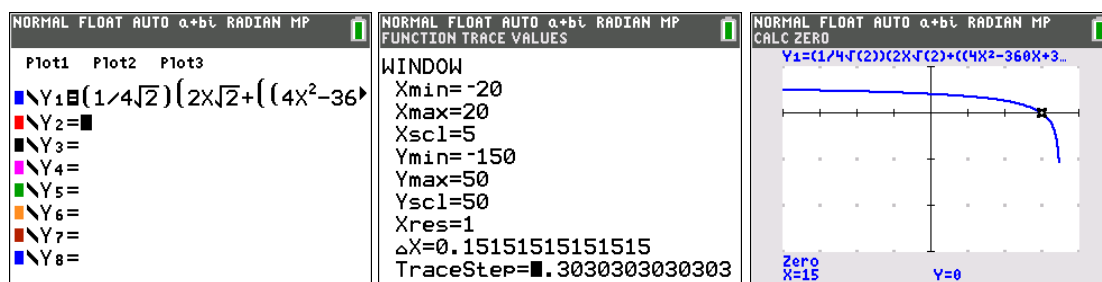 NORMAL FLOAT AUTO a+bi RADIAN MP
Plot1 Plot2 Plot3
\Y₁=(1/4√2)(2X√2+((4X²-36
\Y₂=
\Y₃=
\Y₄=
\Y₅=
\Y₆=
\Y₇=
\Y₈=
NORMAL FLOAT AUTO a+bi RADIAN MP
FUNCTION TRACE VALUES
WINDOW
Xmin=-20
Xmax=20
Xscl=5
Ymin=-150
Ymax=50
Yscl=50
Xres=1
△X=0.15151515151515
TraceStep=.3030303030303
NORMAL FLOAT AUTO a+bi RADIAN MP
CALC ZERO
Y₁=(1/4√(2))(2X√(2)+((4X²-360X+3…
Zero
X=15 Y=0